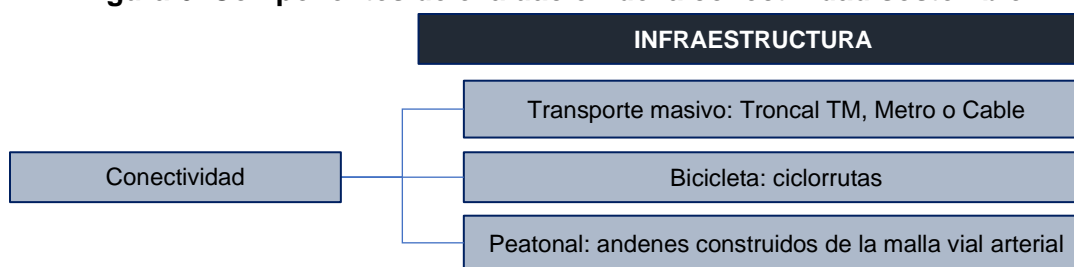 INFRAESTRUCTURA
Transporte masivo: Troncal TM, Metro o Cable
Conectividad
Bicicleta: ciclorrutas
Peatonal: andenes construidos de la malla vial arterial